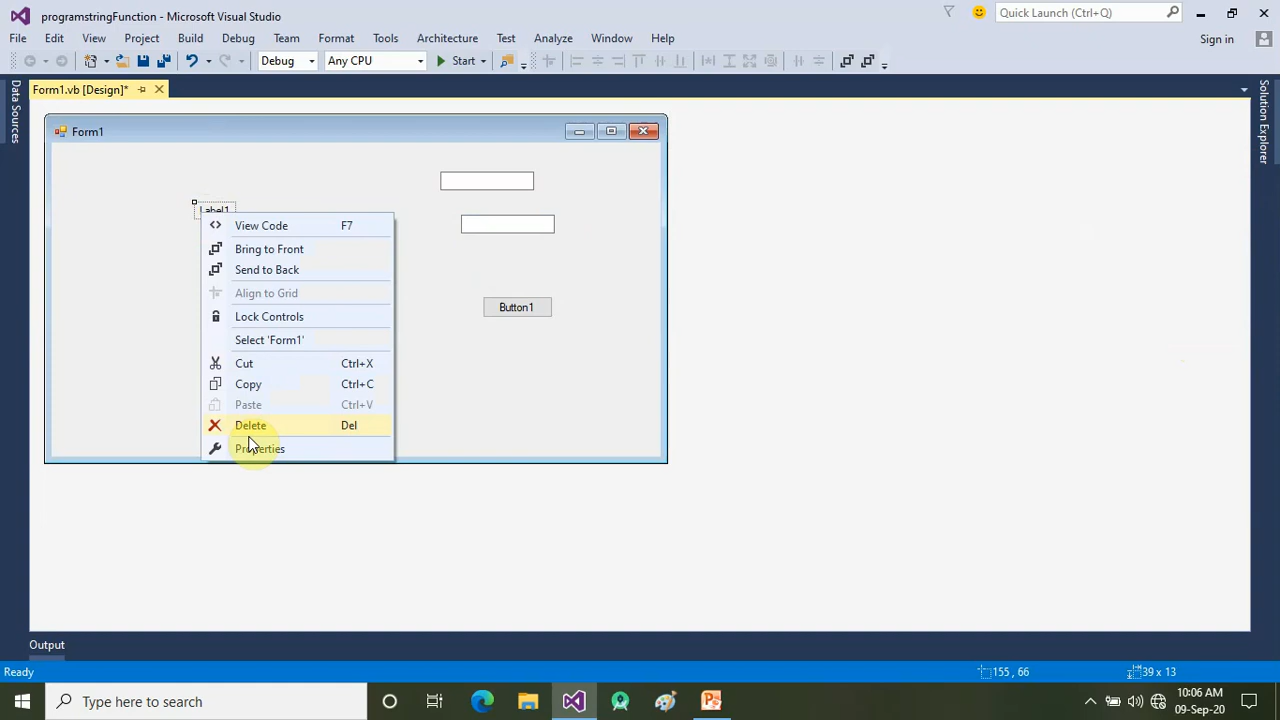 programstringFunction - Microsoft Visual Studio
Quick Launch (Ctrl+Q)
File Edit View Project Build Debug Team Format Tools Architecture Test Analyze Window Help
Sign in
Debug Any CPU Start
Form1.vb [Design]*
Data Sources
Solution Explorer
Form1
Label1
View Code F7
Bring to Front
Send to Back
Align to Grid
Button1
Lock Controls
Select 'Form1'
Cut Ctrl+X
Copy Ctrl+C
Paste Ctrl+V
Delete Del
Properties
Output
Ready 155 , 66 39 x 13
Type here to search
10:06 AM
09-Sep-20